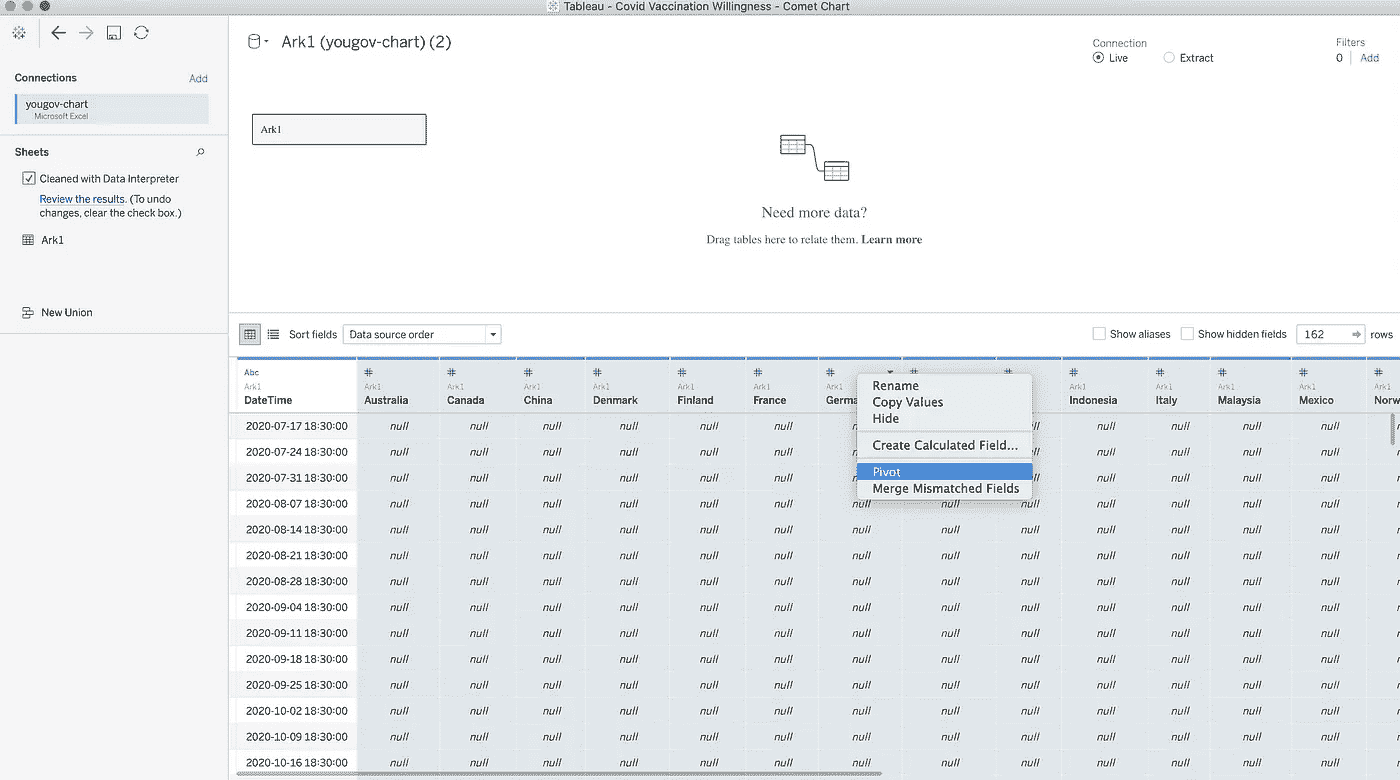 Tableau - Covid Vaccination Willingness - Comet Chart
Ark1 (yougov-chart) (2)
Connection
Live
Extract
Filters
0
Add
Connections
Add
yougov-chart
Microsoft Excel
Sheets
Cleaned with Data Interpreter
Review the results. (To undo
changes, clear the check box.)
Ark1
New Union
Ark1
Need more data?
Drag tables here to relate them. Learn more
Sort fields
Data source order
Show aliases
Show hidden fields
162
rows
Abc # # # # # # # # # # # # # #
Ark1 Ark1 Ark1 Ark1 Ark1 Ark1 Ark1 Ark1 Ark1 Ark1 Ark1 Ark1 Ark1
DateTime Australia Canada China Denmark Finland France Germa Indonesia Italy Malaysia Mexico Norw
Rename
Copy Values
Hide
Create Calculated Field...
Pivot
Merge Mismatched Fields
2020-07-17 18:30:00 null null null null null null null null null null null
2020-07-24 18:30:00 null null null null null null null null null null null
2020-07-31 18:30:00 null null null null null null null null null null null
2020-08-07 18:30:00 null null null null null null null null null null null null null
2020-08-14 18:30:00 null null null null null null null null null null null null null
2020-08-21 18:30:00 null null null null null null null null null null null null null
2020-08-28 18:30:00 null null null null null null null null null null null null null
2020-09-04 18:30:00 null null null null null null null null null null null null null
2020-09-11 18:30:00 null null null null null null null null null null null null null
2020-09-18 18:30:00 null null null null null null null null null null null null null
2020-09-25 18:30:00 null null null null null null null null null null null null null
2020-10-02 18:30:00 null null null null null null null null null null null null null
2020-10-09 18:30:00 null null null null null null null null null null null null null
2020-10-16 18:30:00 null null null null null null null null null null null null null